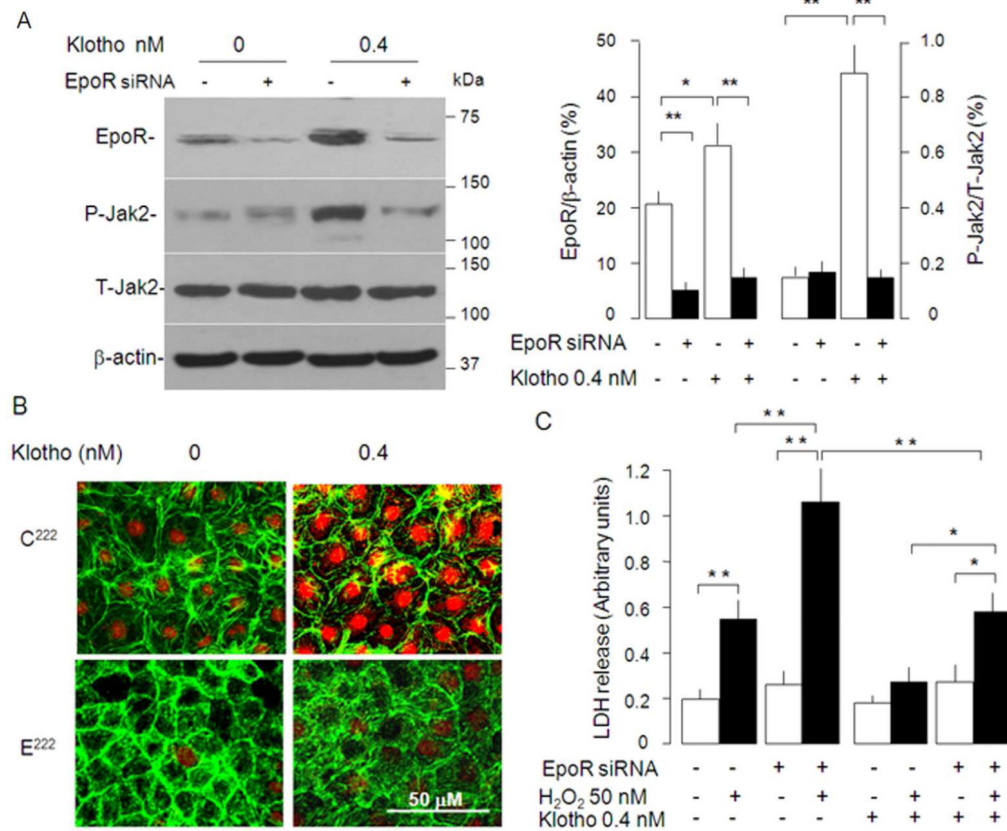 A
Klotho nM 0 0.4
EpoR siRNA - + - + kDa
EpoR-
75
P-Jak2-
150
100
T-Jak2-
150
100
β-actin-
37
** **
50 1.0
* **
40 0.8
**
30 0.6
20 0.4
10 0.2
0 0
EpoR/β-actin (%)
P-Jak2/T-Jak2 (%)
EpoR siRNA - + - + - + - +
Klotho 0.4 nM - - + + - - + +
B
Klotho (nM) 0 0.4
C²²²
E²²²
50 µM
C
**
** **
1.2
1.0
0.8
*
** *
0.6
0.4
0.2
0
LDH release (Arbitrary units)
EpoR siRNA - - + + - - + +
H₂O₂ 50 nM - + - + - + - +
Klotho 0.4 nM - - - - + + + +